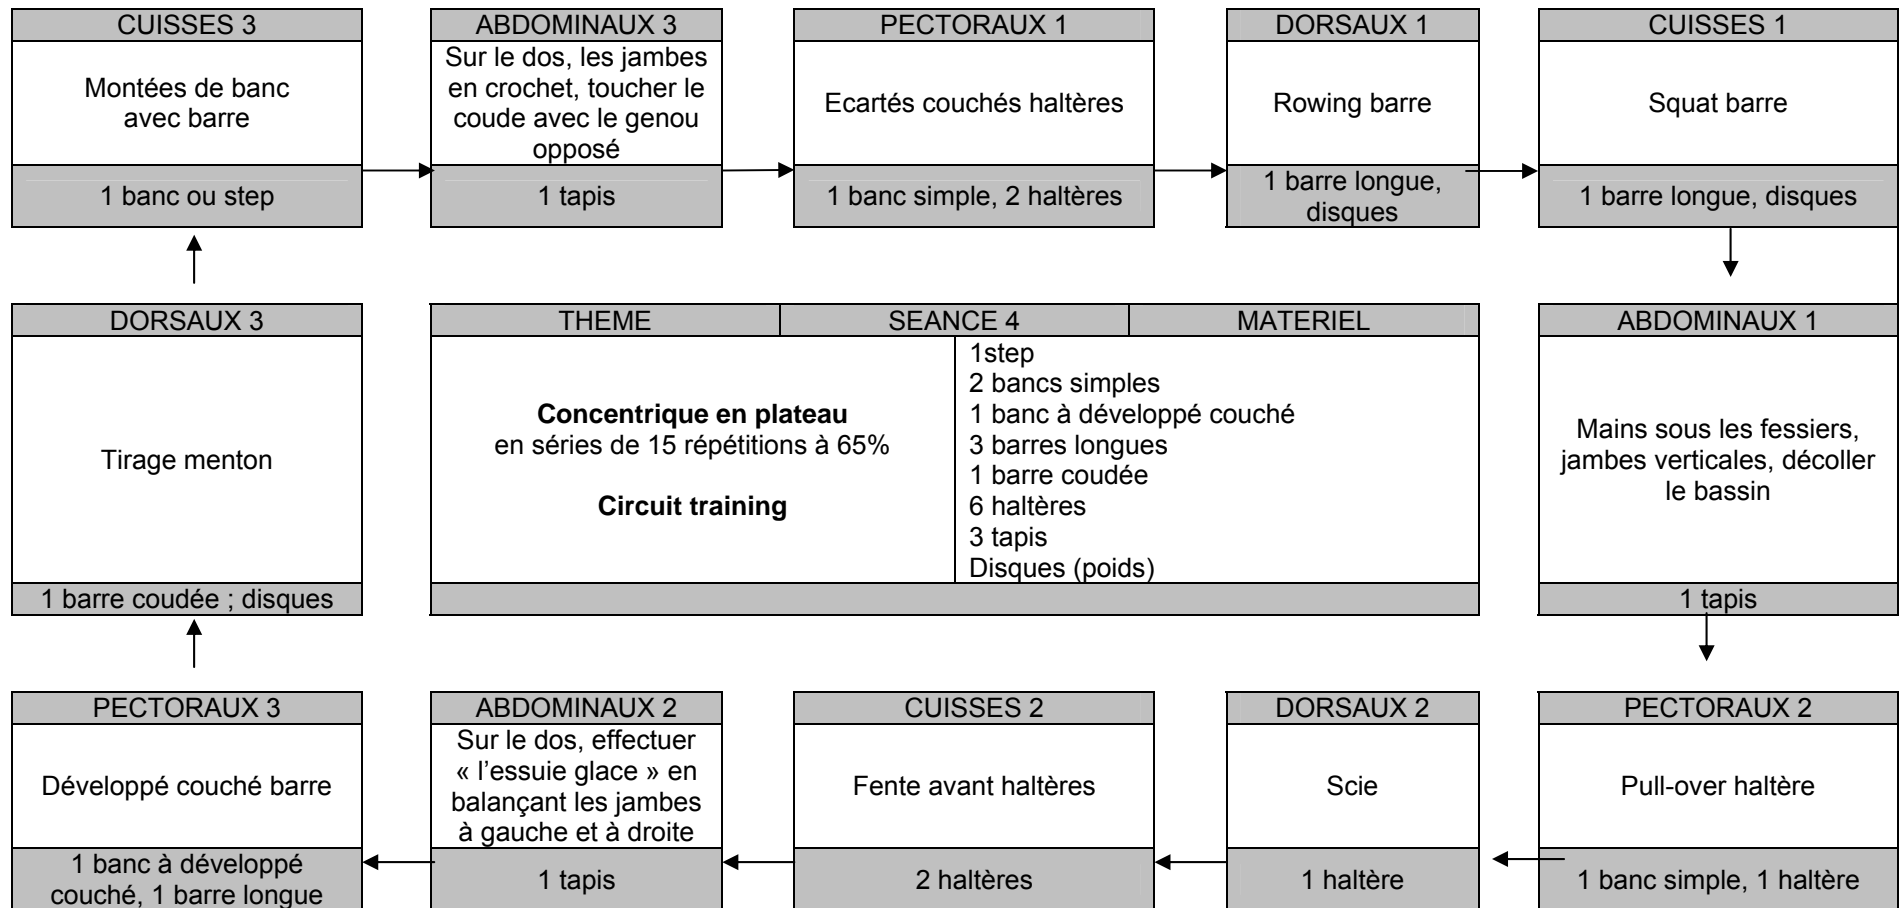 CUISSES 3
Montées de banc
avec barre
1 banc ou step
ABDOMINAUX 3
Sur le dos, les jambes
en crochet, toucher le
coude avec le genou
opposé
1 tapis
PECTORAUX 1
Ecartés couchés haltères
1 banc simple, 2 haltères
DORSAUX 1
Rowing barre
1 barre longue,
disques
CUISSES 1
Squat barre
1 barre longue, disques
DORSAUX 3
Tirage menton
1 barre coudée ; disques
THEME
SEANCE 4
MATERIEL
Concentrique en plateau
en séries de 15 répétitions à 65%
Circuit training
1step
2 bancs simples
1 banc à développé couché
3 barres longues
1 barre coudée
6 haltères
3 tapis
Disques (poids)
ABDOMINAUX 1
Mains sous les fessiers,
jambes verticales, décoller
le bassin
1 tapis
PECTORAUX 3
Développé couché barre
1 banc à développé
couché, 1 barre longue
ABDOMINAUX 2
Sur le dos, effectuer
« l'essuie glace » en
balançant les jambes
à gauche et à droite
1 tapis
CUISSES 2
Fente avant haltères
2 haltères
DORSAUX 2
Scie
1 haltère
PECTORAUX 2
Pull-over haltère
1 banc simple, 1 haltère